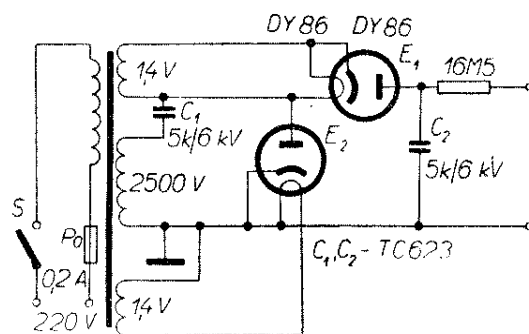 DY86 DY86
E1
16M5
1,4 V
C1
5k/6 kV
E2
C2
5k/6 kV
2500 V
S
Po
0,2 A
220 V
1,4 V
C1, C2 - TC623